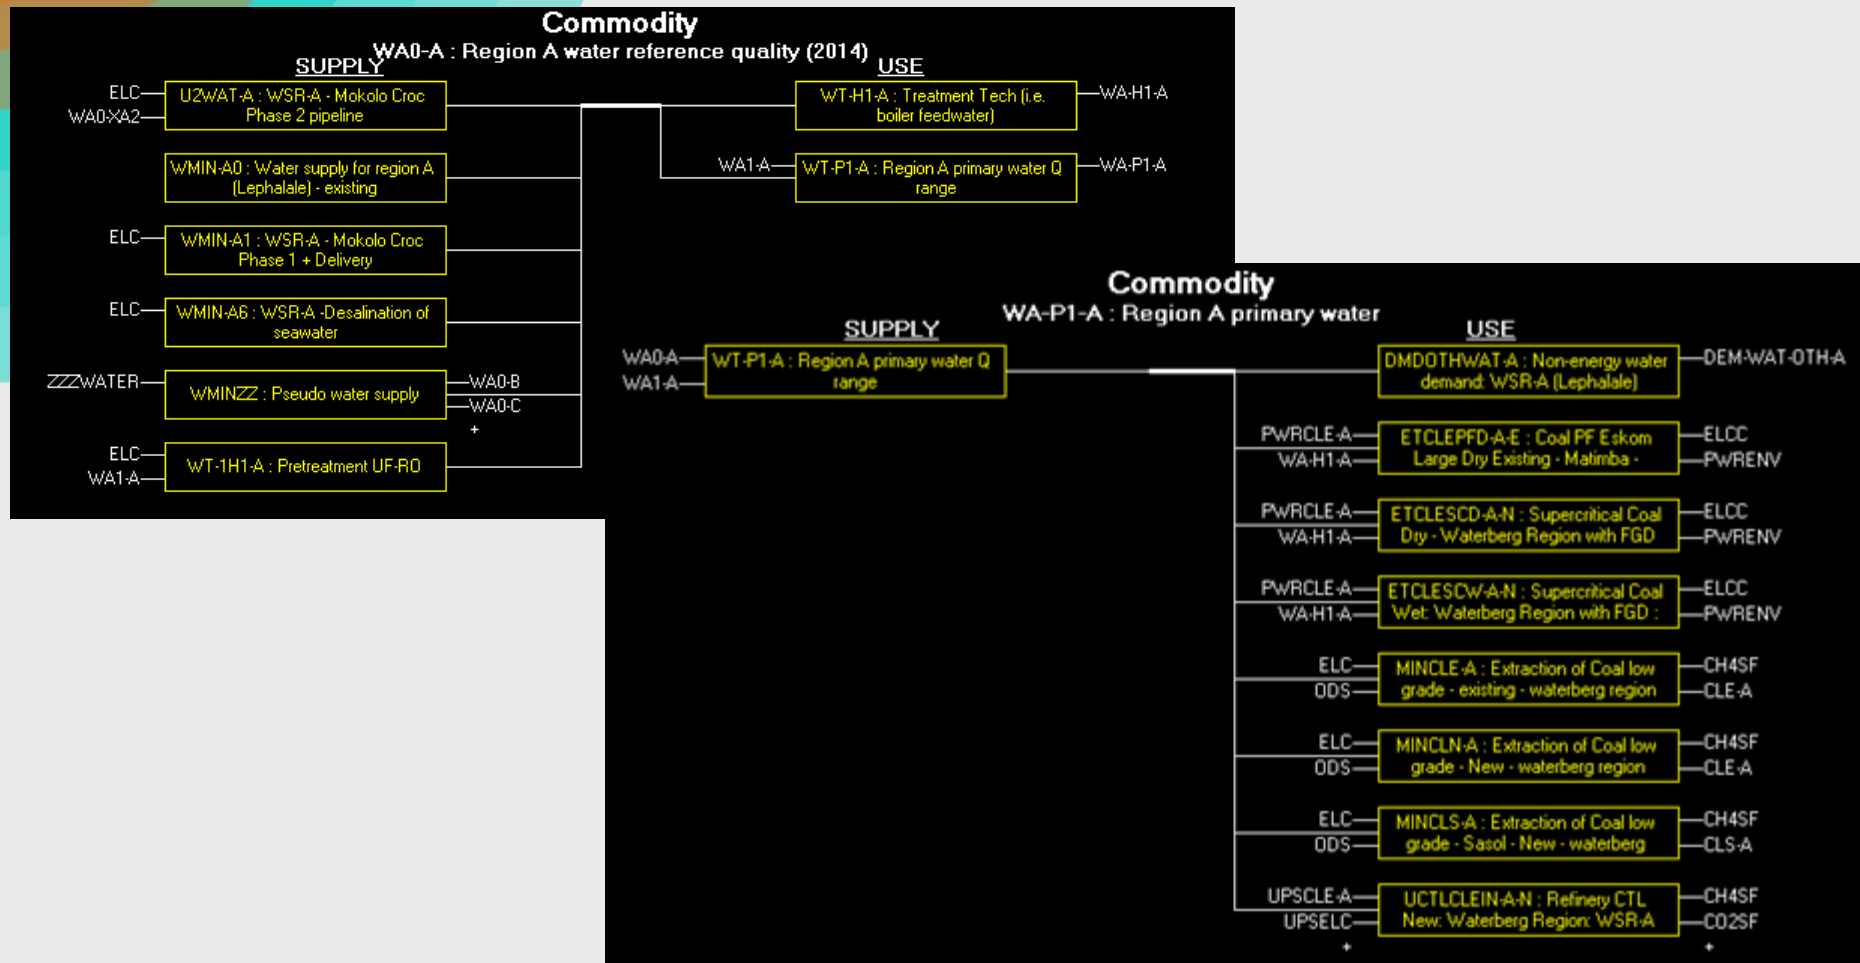 Commodity
WA0-A : Region A water reference quality (2014)
SUPPLY
USE
ELC
WA0-XA2
U2WAT-A : WSR-A - Mokolo Croc
Phase 2 pipeline
WT-H1-A : Treatment Tech (i.e.
boiler feedwater)
WA-H1-A
WMIN-A0 : Water supply for region A
(Lephalale) - existing
WA1-A
WT-P1-A : Region A primary water Q
range
WA-P1-A
ELC
WMIN-A1 : WSR-A - Mokolo Croc
Phase 1 + Delivery
ELC
WMIN-A6 : WSR-A -Desalination of
seawater
ZZZWATER
WMINZZ : Pseudo water supply
WA0-B
WA0-C
+
ELC
WA1-A
WT-1H1-A : Pretreatment UF-RO
Commodity
WA-P1-A : Region A primary water
SUPPLY
USE
WA0-A
WA1-A
WT-P1-A : Region A primary water Q
range
DMDOTHWAT-A : Non-energy water
demand: WSR-A (Lephalale)
DEM-WAT-OTH-A
PWRCLE-A
WA-H1-A
ETCLEPFD-A-E : Coal PF Eskom
Large Dry Existing - Matimba -
ELCC
PWRENV
PWRCLE-A
WA-H1-A
ETCLESCD-A-N : Supercritical Coal
Dry - Waterberg Region with FGD
ELCC
PWRENV
PWRCLE-A
WA-H1-A
ETCLESCW-A-N : Supercritical Coal
Wet: Waterberg Region with FGD :
ELCC
PWRENV
ELC
ODS
MINCLE-A : Extraction of Coal low
grade - existing - waterberg region
CH4SF
CLE-A
ELC
ODS
MINCLN-A : Extraction of Coal low
grade - New - waterberg region
CH4SF
CLE-A
ELC
ODS
MINCLS-A : Extraction of Coal low
grade - Sasol - New - waterberg
CH4SF
CLS-A
UPSCLE-A
UPSELC
+
UCTLCLEIN-A-N : Refinery CTL
New: Waterberg Region: WSR-A
CH4SF
CO2SF
+